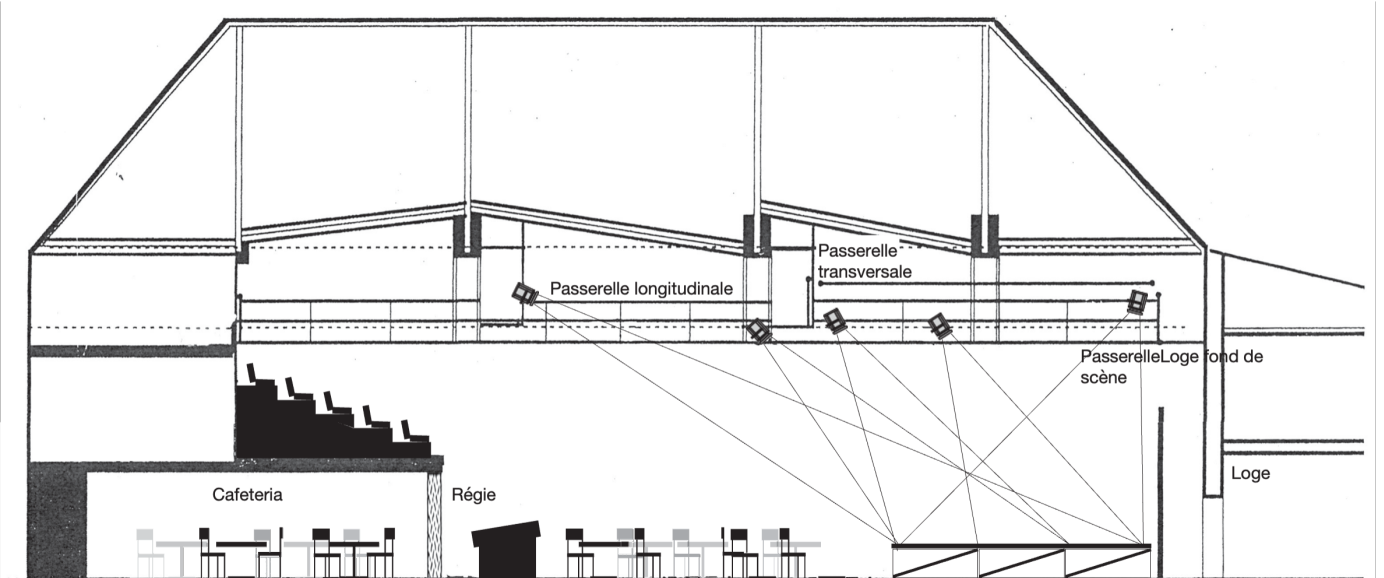 Passerelle
transversale
Passerelle longitudinale
PasserelleLoge fond de
scène
Loge
Cafeteria
Régie